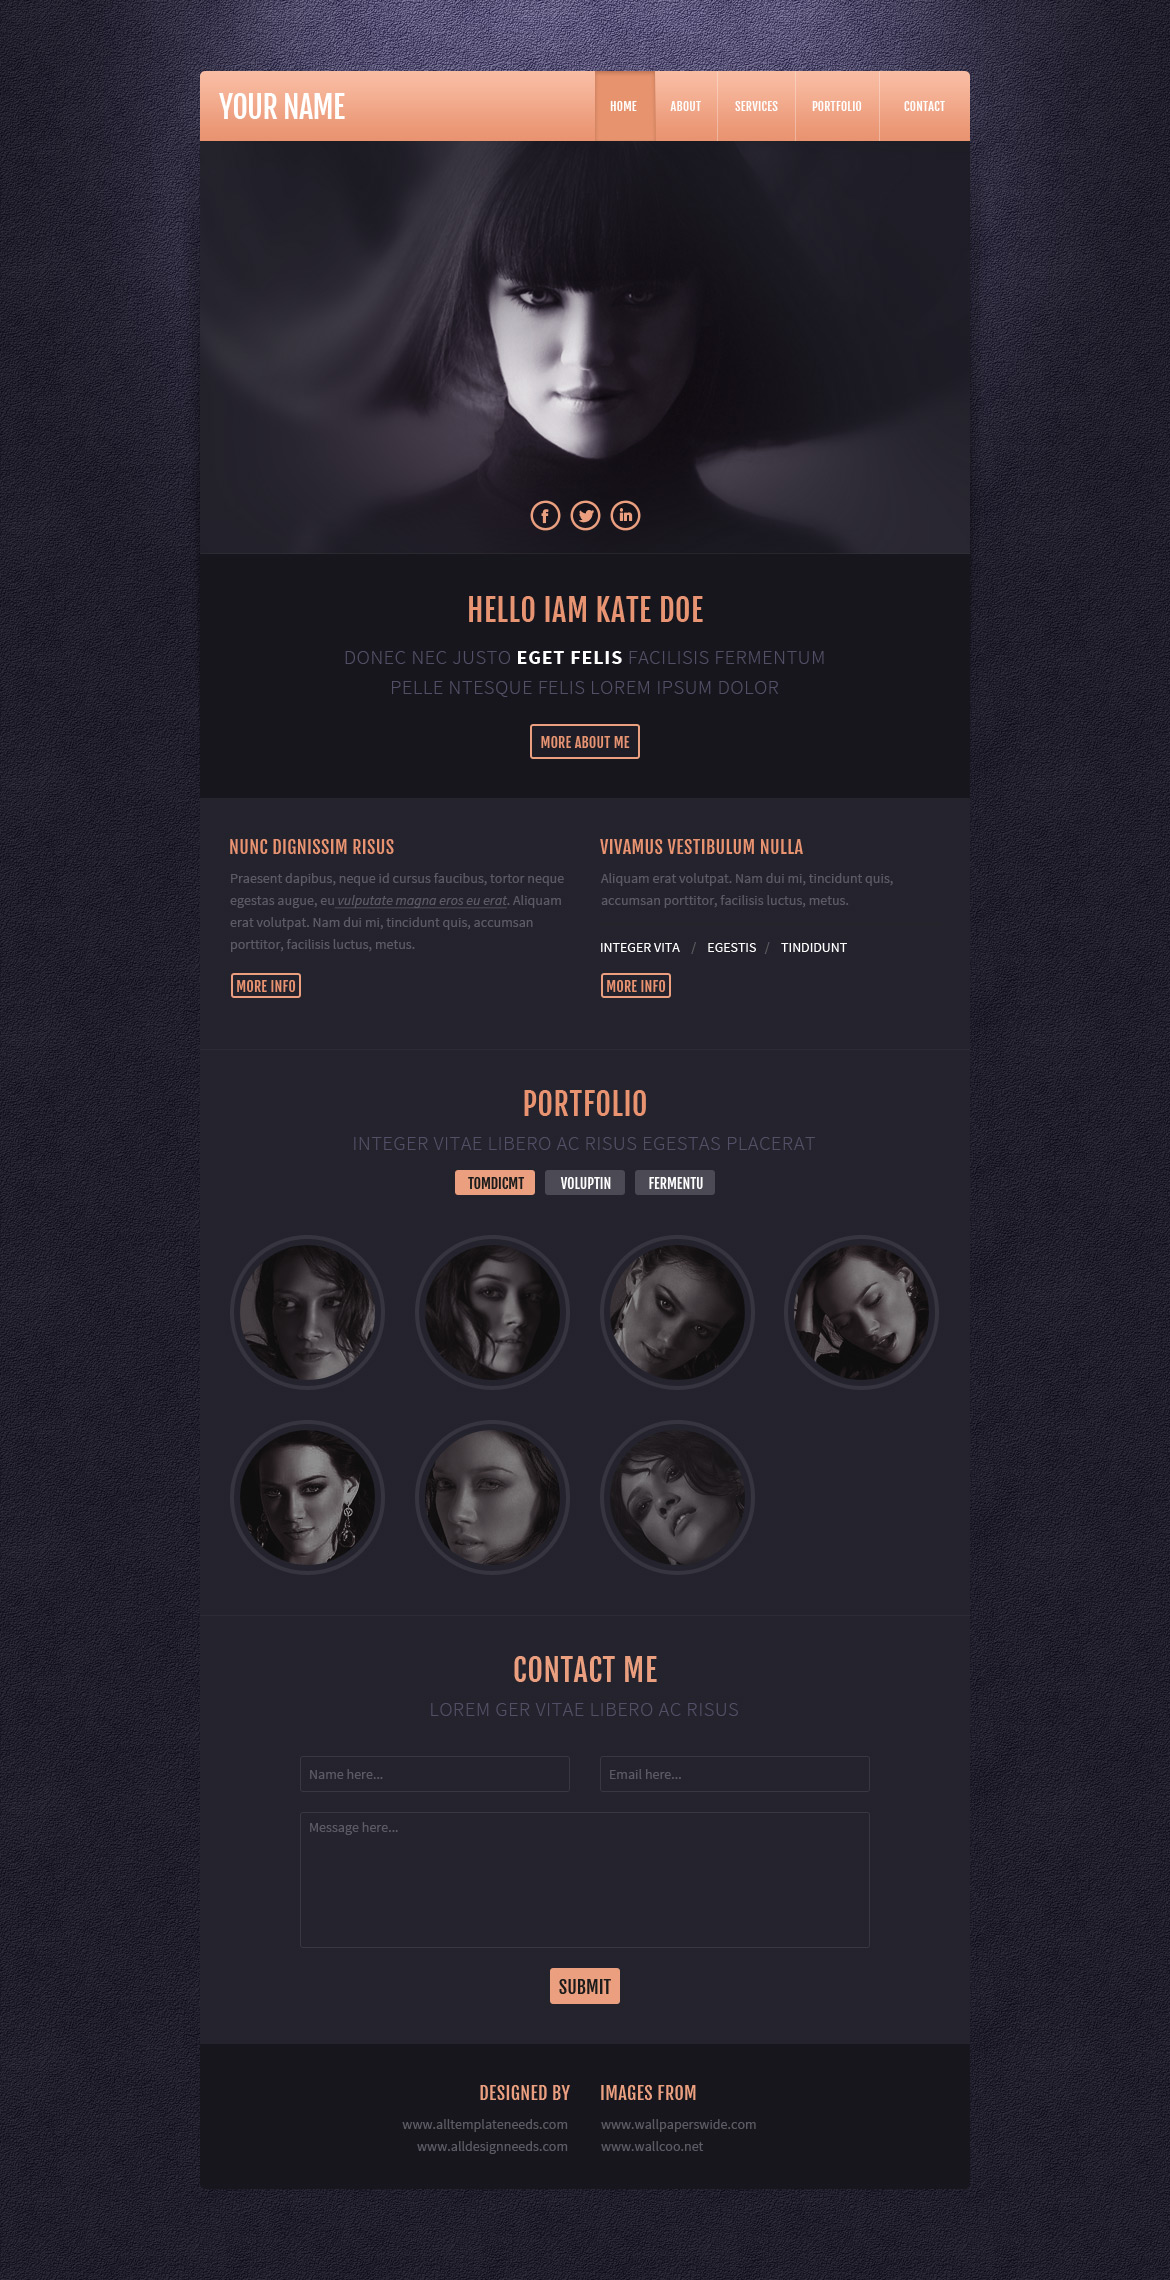 YOUR NAME
HOME
ABOUT
SERVICES
PORTFOLIO
CONTACT
f
in
HELLO IAM KATE DOE
DONEC NEC JUSTO EGET FELIS FACILISIS FERMENTUM
PELLE NTESQUE FELIS LOREM IPSUM DOLOR
MORE ABOUT ME
NUNC DIGNISSIM RISUS
Praesent dapibus, neque id cursus faucibus, tortor neque
egestas augue, eu vulputate magna eros eu erat. Aliquam
erat volutpat. Nam dui mi, tincidunt quis, accumsan
porttitor, facilisis luctus, metus.
MORE INFO
VIVAMUS VESTIBULUM NULLA
Aliquam erat volutpat. Nam dui mi, tincidunt quis,
accumsan porttitor, facilisis luctus, metus.
INTEGER VITA / EGESTIS / TINDIDUNT
MORE INFO
PORTFOLIO
INTEGER VITAE LIBERO AC RISUS EGESTAS PLACERAT
TOMDICMT
VOLUPTIN
FERMENTU
CONTACT ME
LOREM GER VITAE LIBERO AC RISUS
Name here...
Email here...
Message here...
SUBMIT
DESIGNED BY
www.alltemplateneeds.com
www.alldesignneeds.com
IMAGES FROM
www.wallpaperswide.com
www.wallcoo.net